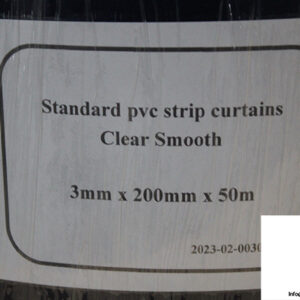 Standard pvc strip curtains
Clear Smooth
3mm x 200mm x 50m
2023-02-0030